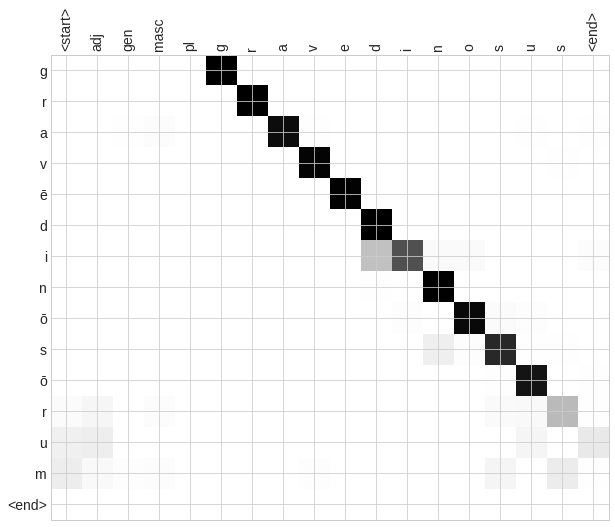 <start> adj gen masc pl g r a v e d i n o s u s <end>
g
r
a
v
ē
d
i
n
ō
s
ō
r
u
m
<end>